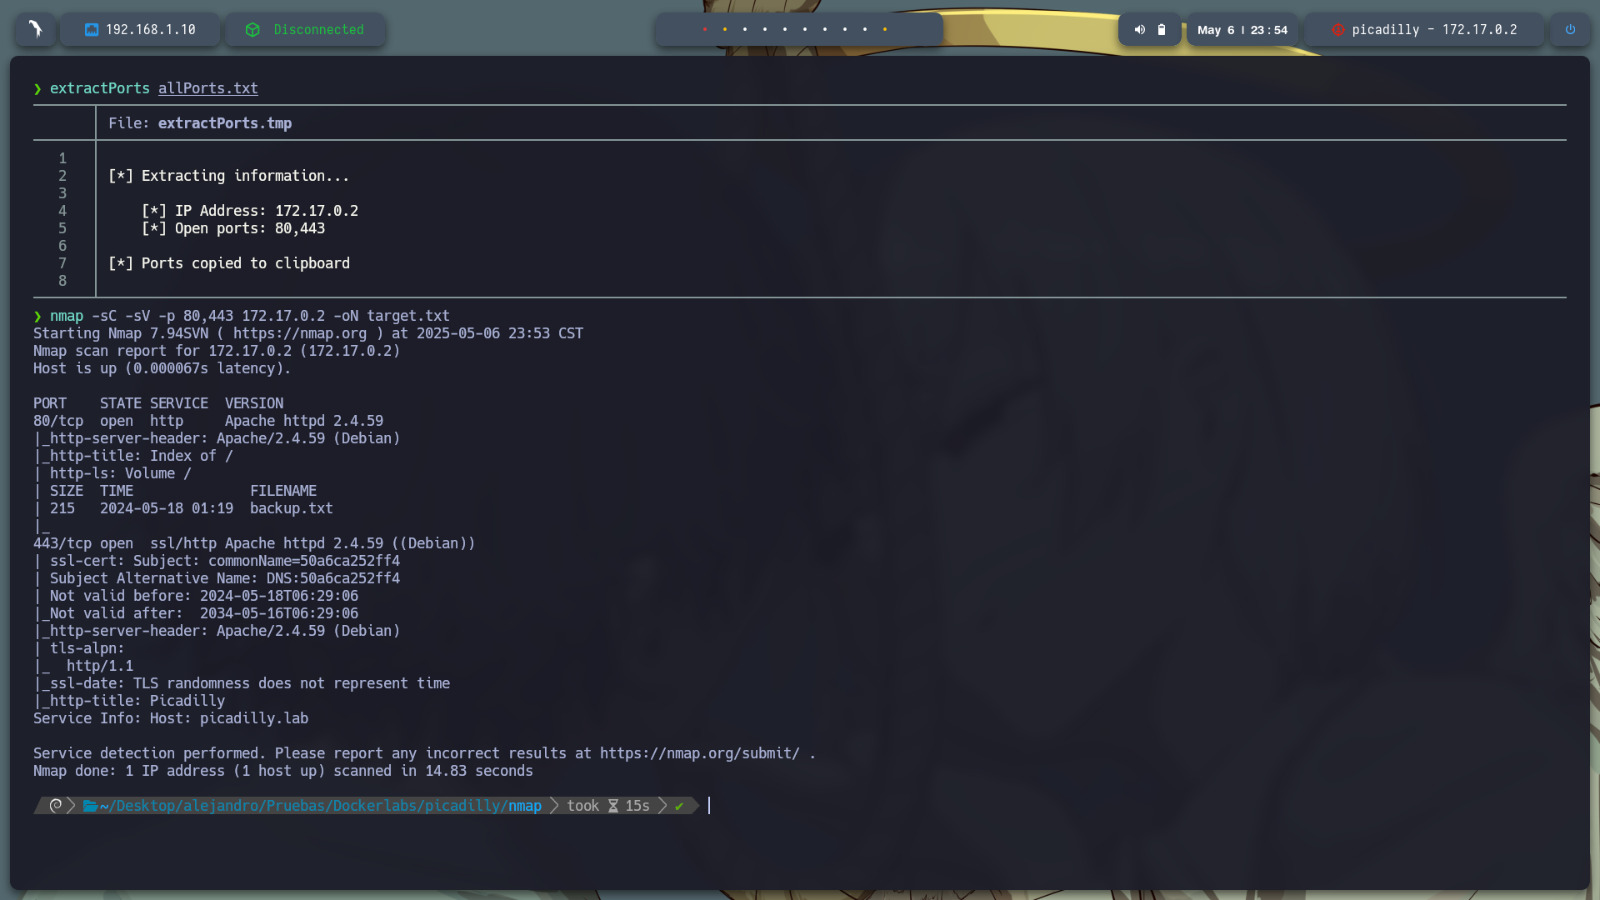 192.168.1.10
Disconnected
May 6 | 23:54
picadilly - 172.17.0.2
❯ extractPorts allPorts.txt
File: extractPorts.tmp
1
2 [*] Extracting information...
3
4 [*] IP Address: 172.17.0.2
5 [*] Open ports: 80,443
6
7 [*] Ports copied to clipboard
8
❯ nmap -sC -sV -p 80,443 172.17.0.2 -oN target.txt
Starting Nmap 7.94SVN ( https://nmap.org ) at 2025-05-06 23:53 CST
Nmap scan report for 172.17.0.2 (172.17.0.2)
Host is up (0.000067s latency).
PORT    STATE SERVICE  VERSION
80/tcp  open  http     Apache httpd 2.4.59
|_http-server-header: Apache/2.4.59 (Debian)
|_http-title: Index of /
| http-ls: Volume /
| SIZE  TIME              FILENAME
| 215   2024-05-18 01:19  backup.txt
|_
443/tcp open  ssl/http Apache httpd 2.4.59 ((Debian))
| ssl-cert: Subject: commonName=50a6ca252ff4
| Subject Alternative Name: DNS:50a6ca252ff4
| Not valid before: 2024-05-18T06:29:06
|_Not valid after:  2034-05-16T06:29:06
|_http-server-header: Apache/2.4.59 (Debian)
| tls-alpn:
|_  http/1.1
|_ssl-date: TLS randomness does not represent time
|_http-title: Picadilly
Service Info: Host: picadilly.lab
Service detection performed. Please report any incorrect results at https://nmap.org/submit/ .
Nmap done: 1 IP address (1 host up) scanned in 14.83 seconds
~/Desktop/alejandro/Pruebas/Dockerlabs/picadilly/nmap took 15s ✔